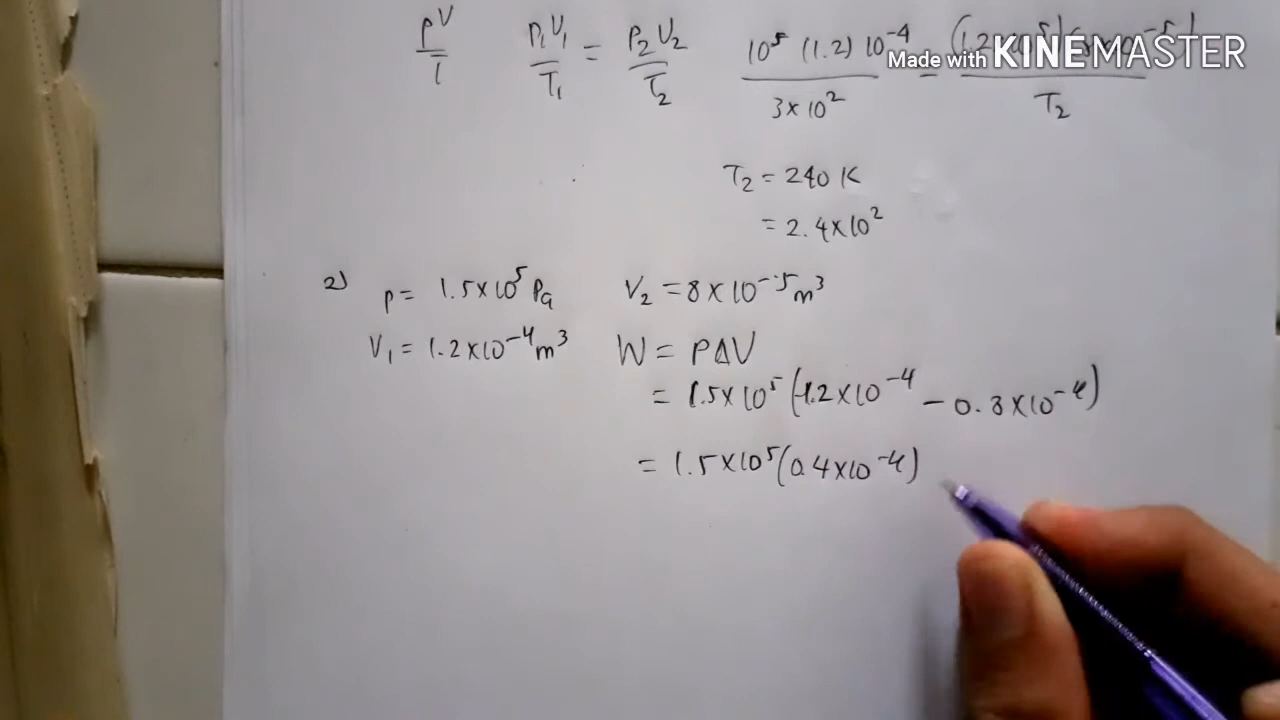 PV/T P₁V₁/T₁ = P₂V₂/T₂ 10⁵ (1.2) 10⁻⁴/3×10² = /T₂
Made with KINEMASTER
T₂ = 240 K
= 2.4×10²
2) P = 1.5×10⁵ Pa V₂ = 8×10⁻⁵ m³
V₁ = 1.2×10⁻⁴ m³ W = PΔV
= 1.5×10⁵ (1.2×10⁻⁴ − 0.8×10⁻⁴)
= 1.5×10⁵ (0.4×10⁻⁴)